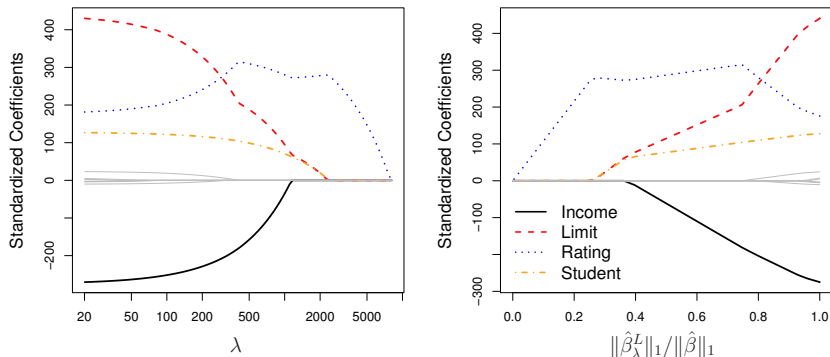 Standardized Coefficients
400
300
200
100
0
−200
20 50 100 200 500 2000 5000
λ
Standardized Coefficients
400
300
200
100
0
−100
−300
Income
Limit
Rating
Student
0.0 0.2 0.4 0.6 0.8 1.0
‖β̂λᴸ‖₁/‖β̂‖₁